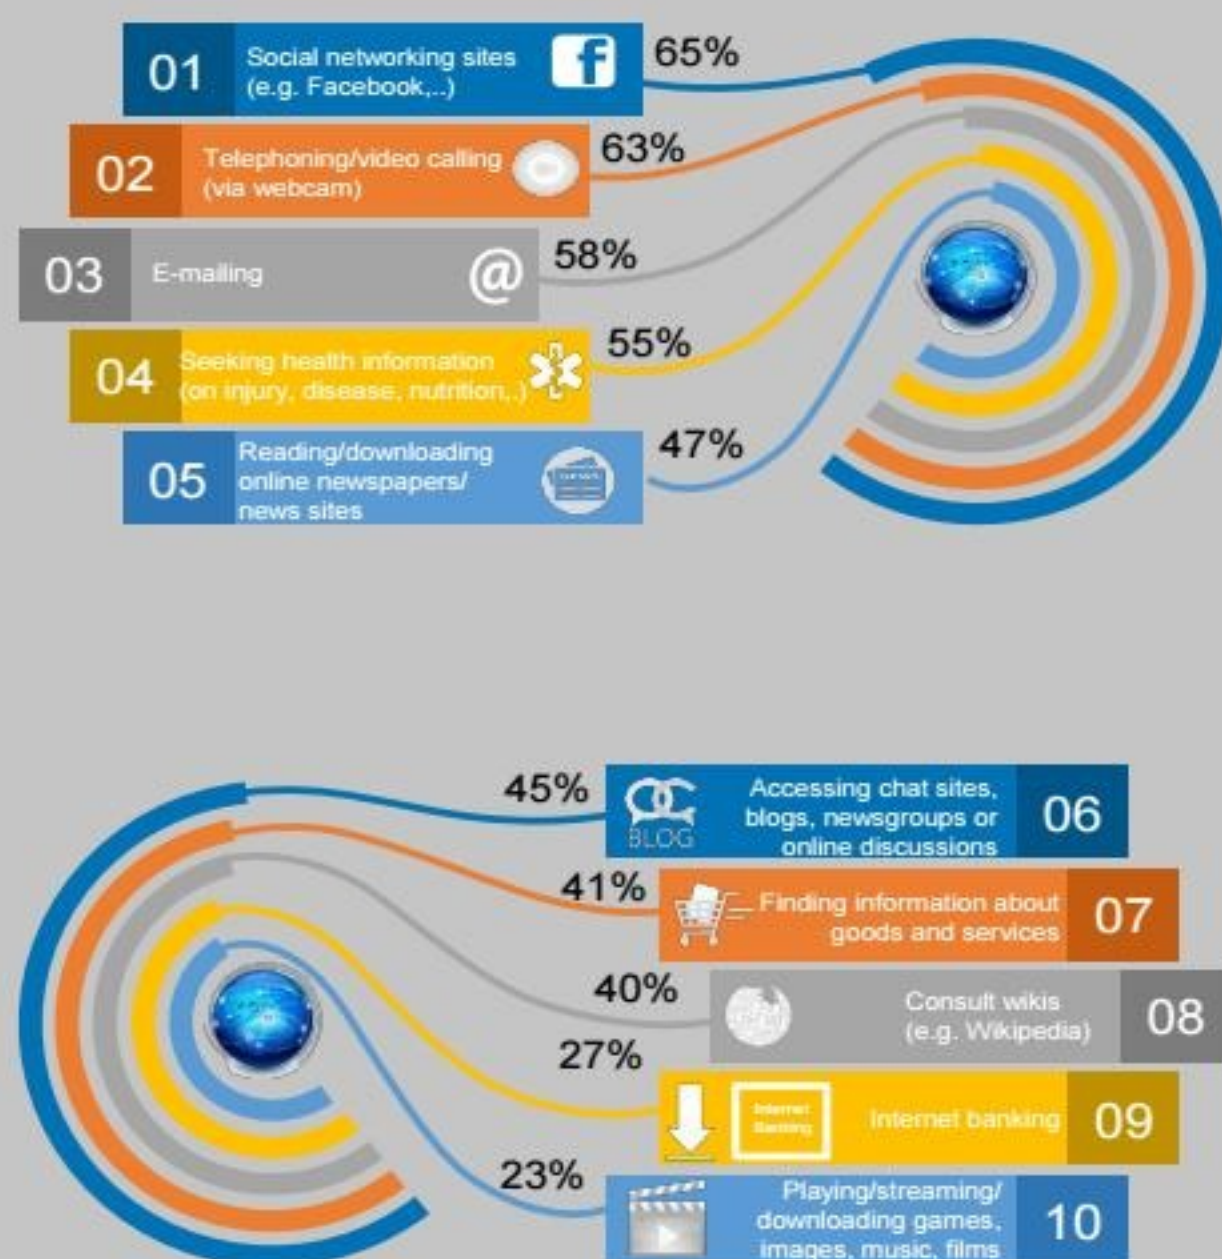 01
Social networking sites
(e.g. Facebook,..)
f
65%
02
Telephoning/video calling
(via webcam)
63%
03
E-mailing
@
58%
04
Seeking health information
(on injury, disease, nutrition,.)
55%
05
Reading/downloading
online newspapers/
news sites
NEWS
47%
45%
BLOG
Accessing chat sites,
blogs, newsgroups or
online discussions
06
41%
Finding information about
goods and services
07
40%
Consult wikis
(e.g. Wikipedia)
08
27%
Internet
Banking
Internet banking
09
23%
Playing/streaming/
downloading games,
images, music, films
10